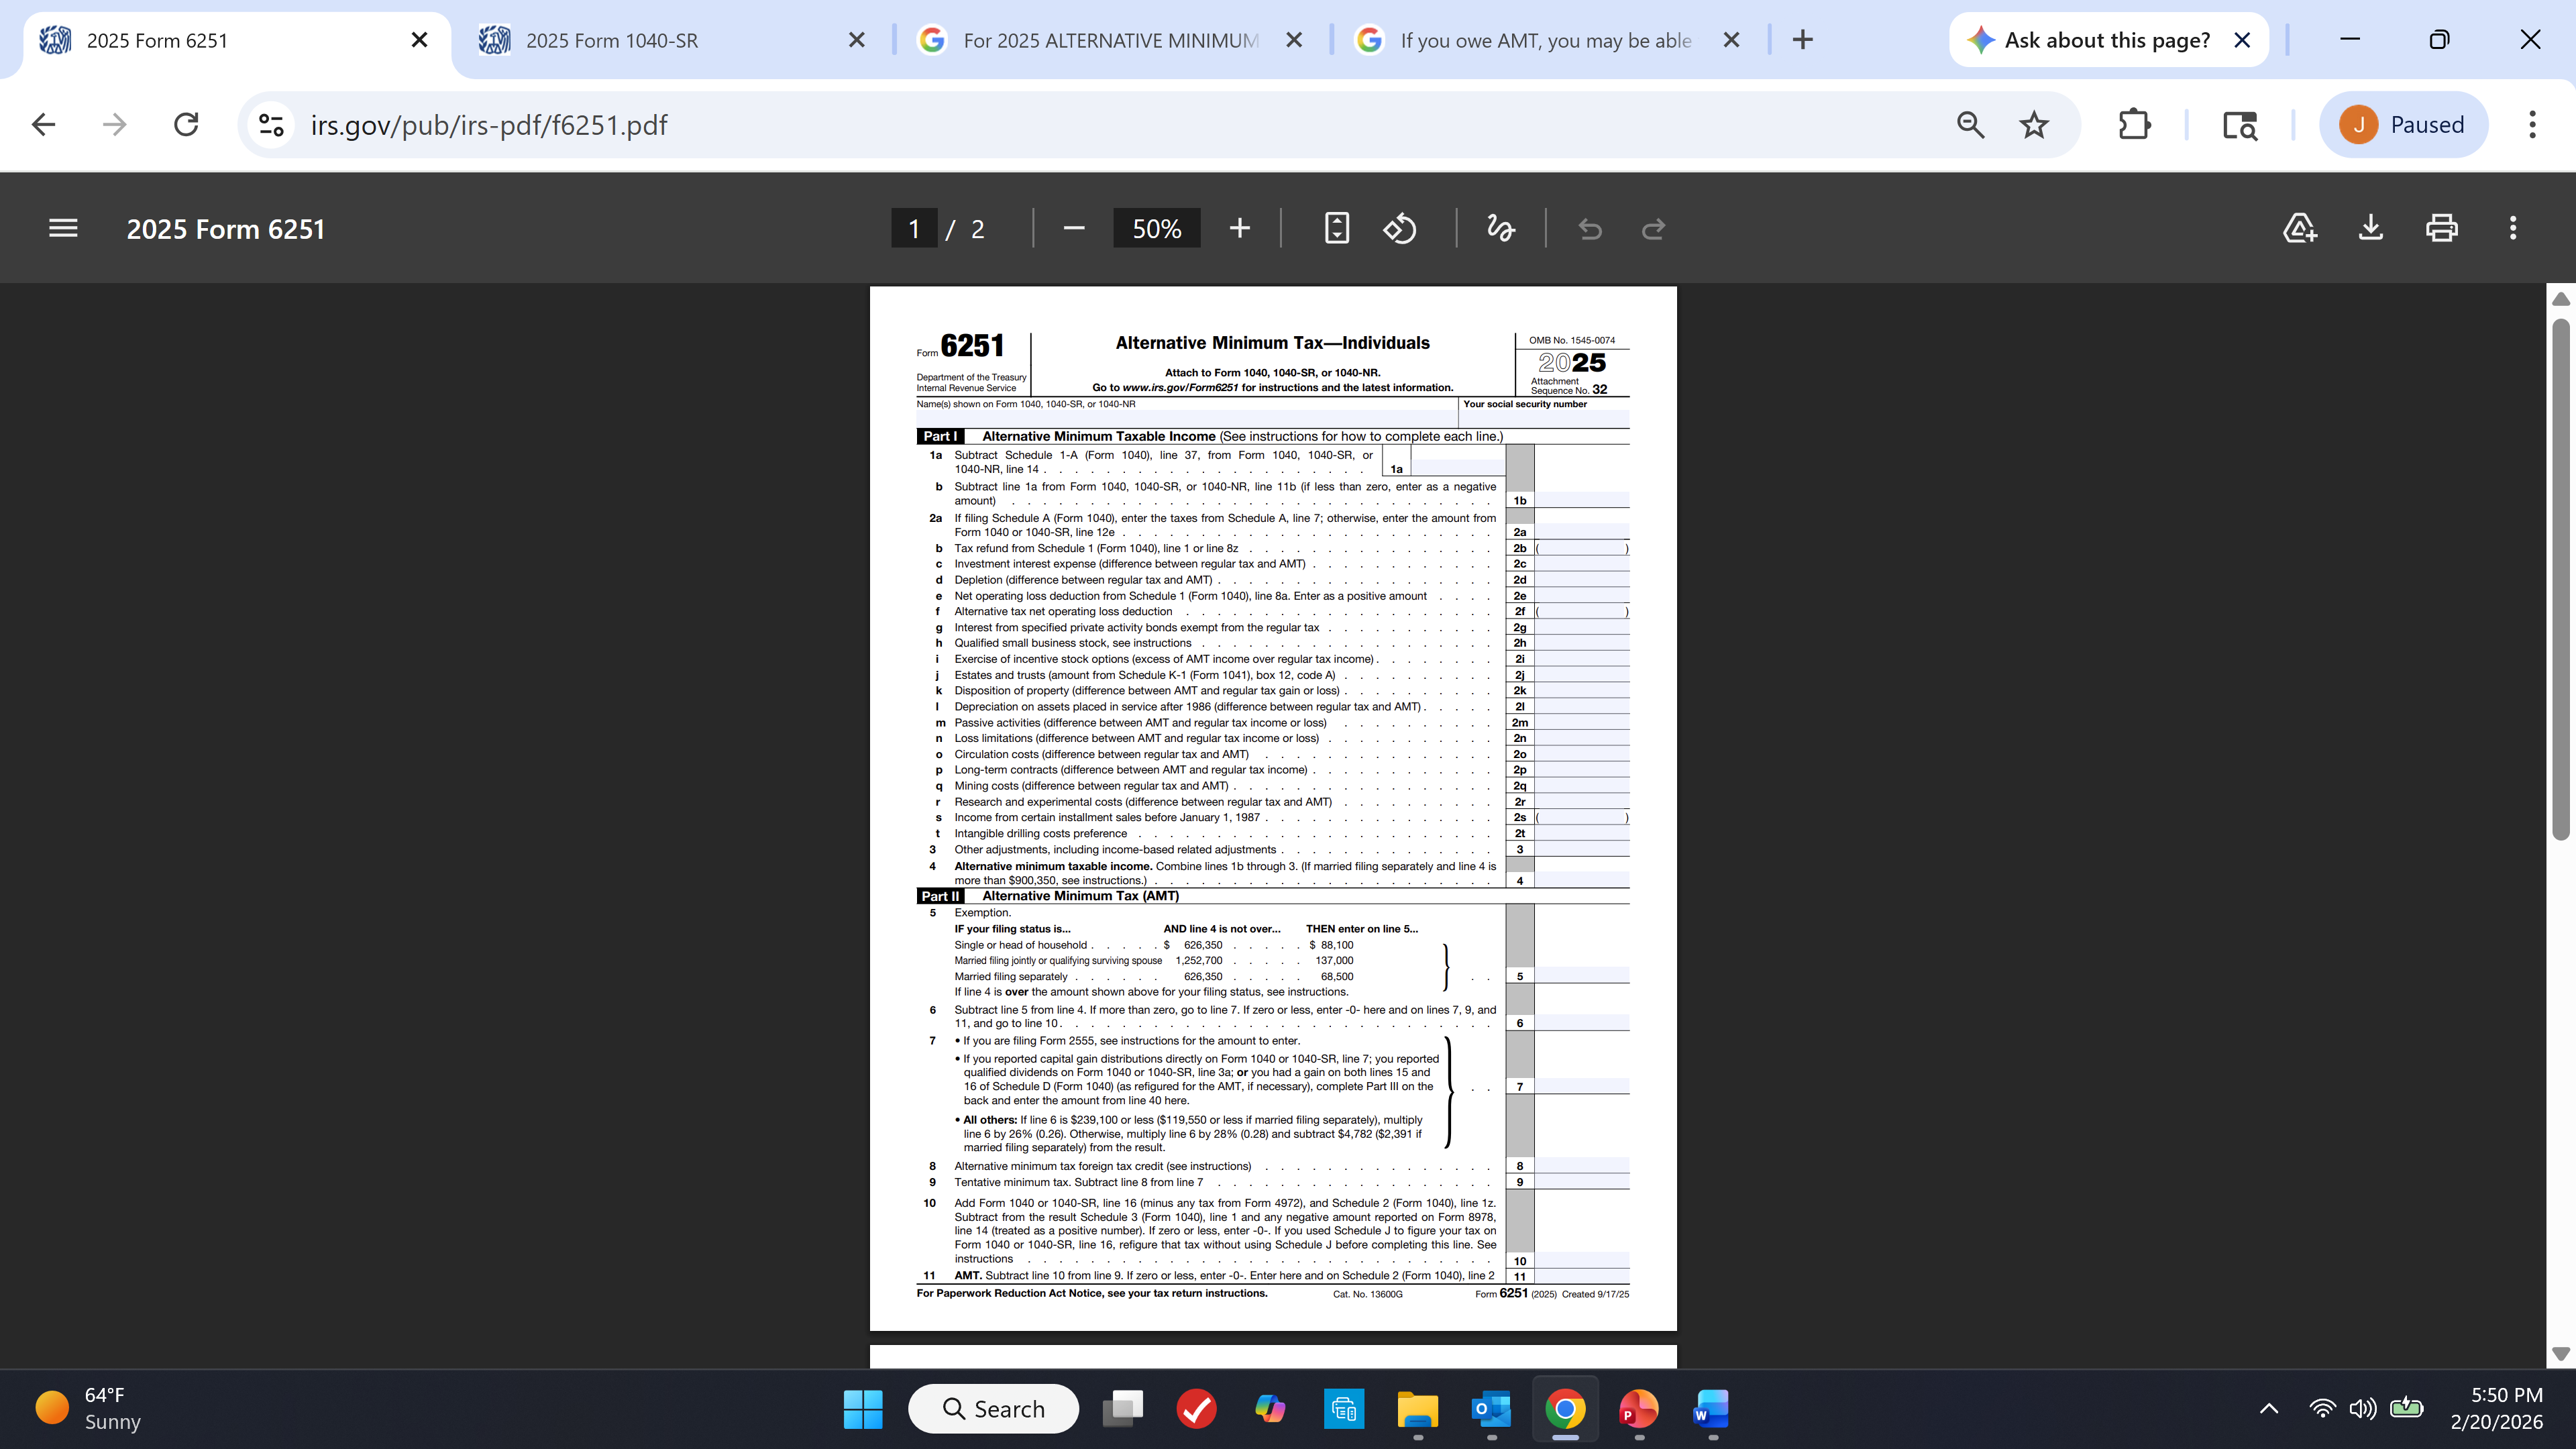 2025 Form 6251
2025 Form 1040-SR
For 2025 ALTERNATIVE MINIMUM
If you owe AMT, you may be able
Ask about this page?
irs.gov/pub/irs-pdf/f6251.pdf
J Paused
2025 Form 6251
1 / 2
50%
Form 6251
Department of the Treasury
Internal Revenue Service
Alternative Minimum Tax—Individuals
Attach to Form 1040, 1040-SR, or 1040-NR.
Go to www.irs.gov/Form6251 for instructions and the latest information.
OMB No. 1545-0074
2025
Attachment
Sequence No. 32
Name(s) shown on Form 1040, 1040-SR, or 1040-NR
Your social security number
Part I Alternative Minimum Taxable Income (See instructions for how to complete each line.)
1a Subtract Schedule 1-A (Form 1040), line 37, from Form 1040, 1040-SR, or
1040-NR, line 14 . . . . . . . . . . . . . . . . . . . 1a
b Subtract line 1a from Form 1040, 1040-SR, or 1040-NR, line 11b (if less than zero, enter as a negative
amount) . . . . . . . . . . . . . . . . . . . . . . . . . . . . 1b
2a If filing Schedule A (Form 1040), enter the taxes from Schedule A, line 7; otherwise, enter the amount from
Form 1040 or 1040-SR, line 12e . . . . . . . . . . . . . . . . . . . . . . 2a
b Tax refund from Schedule 1 (Form 1040), line 1 or line 8z . . . . . . . . . . . . . . . 2b ( )
c Investment interest expense (difference between regular tax and AMT) . . . . . . . . . . . 2c
d Depletion (difference between regular tax and AMT) . . . . . . . . . . . . . . . . . 2d
e Net operating loss deduction from Schedule 1 (Form 1040), line 8a. Enter as a positive amount . . . . 2e
f Alternative tax net operating loss deduction . . . . . . . . . . . . . . . . . . . 2f ( )
g Interest from specified private activity bonds exempt from the regular tax . . . . . . . . . . 2g
h Qualified small business stock, see instructions . . . . . . . . . . . . . . . . . . 2h
i Exercise of incentive stock options (excess of AMT income over regular tax income) . . . . . . . 2i
j Estates and trusts (amount from Schedule K-1 (Form 1041), box 12, code A) . . . . . . . . . 2j
k Disposition of property (difference between AMT and regular tax gain or loss) . . . . . . . . . 2k
l Depreciation on assets placed in service after 1986 (difference between regular tax and AMT) . . . . . 2l
m Passive activities (difference between AMT and regular tax income or loss) . . . . . . . . . 2m
n Loss limitations (difference between AMT and regular tax income or loss) . . . . . . . . . . 2n
o Circulation costs (difference between regular tax and AMT) . . . . . . . . . . . . . . 2o
p Long-term contracts (difference between AMT and regular tax income) . . . . . . . . . . . 2p
q Mining costs (difference between regular tax and AMT) . . . . . . . . . . . . . . . . 2q
r Research and experimental costs (difference between regular tax and AMT) . . . . . . . . . 2r
s Income from certain installment sales before January 1, 1987 . . . . . . . . . . . . . . 2s ( )
t Intangible drilling costs preference . . . . . . . . . . . . . . . . . . . . . . 2t
3 Other adjustments, including income-based related adjustments . . . . . . . . . . . . . 3
4 Alternative minimum taxable income. Combine lines 1b through 3. (If married filing separately and line 4 is
more than $900,350, see instructions.) . . . . . . . . . . . . . . . . . . . . 4
Part II Alternative Minimum Tax (AMT)
5 Exemption.
IF your filing status is... AND line 4 is not over... THEN enter on line 5...
Single or head of household . . . . . $ 626,350 . . . . . $ 88,100
Married filing jointly or qualifying surviving spouse 1,252,700 . . . . . 137,000
Married filing separately . . . . . . 626,350 . . . . . 68,500 . . 5
If line 4 is over the amount shown above for your filing status, see instructions.
6 Subtract line 5 from line 4. If more than zero, go to line 7. If zero or less, enter -0- here and on lines 7, 9, and
11, and go to line 10 . . . . . . . . . . . . . . . . . . . . . . . . . . 6
7 • If you are filing Form 2555, see instructions for the amount to enter.
• If you reported capital gain distributions directly on Form 1040 or 1040-SR, line 7; you reported
qualified dividends on Form 1040 or 1040-SR, line 3a; or you had a gain on both lines 15 and
16 of Schedule D (Form 1040) (as refigured for the AMT, if necessary), complete Part III on the . . 7
back and enter the amount from line 40 here.
• All others: If line 6 is $239,100 or less ($119,550 or less if married filing separately), multiply
line 6 by 26% (0.26). Otherwise, multiply line 6 by 28% (0.28) and subtract $4,782 ($2,391 if
married filing separately) from the result.
8 Alternative minimum tax foreign tax credit (see instructions) . . . . . . . . . . . . . . 8
9 Tentative minimum tax. Subtract line 8 from line 7 . . . . . . . . . . . . . . . . . 9
10 Add Form 1040 or 1040-SR, line 16 (minus any tax from Form 4972), and Schedule 2 (Form 1040), line 1z.
Subtract from the result Schedule 3 (Form 1040), line 1 and any negative amount reported on Form 8978,
line 14 (treated as a positive number). If zero or less, enter -0-. If you used Schedule J to figure your tax on
Form 1040 or 1040-SR, line 16, refigure that tax without using Schedule J before completing this line. See
instructions . . . . . . . . . . . . . . . . . . . . . . . . . . . 10
11 AMT. Subtract line 10 from line 9. If zero or less, enter -0-. Enter here and on Schedule 2 (Form 1040), line 2 11
For Paperwork Reduction Act Notice, see your tax return instructions. Cat. No. 13600G Form 6251 (2025) Created 9/17/25
64°F
Sunny
Search
5:50 PM
2/20/2026